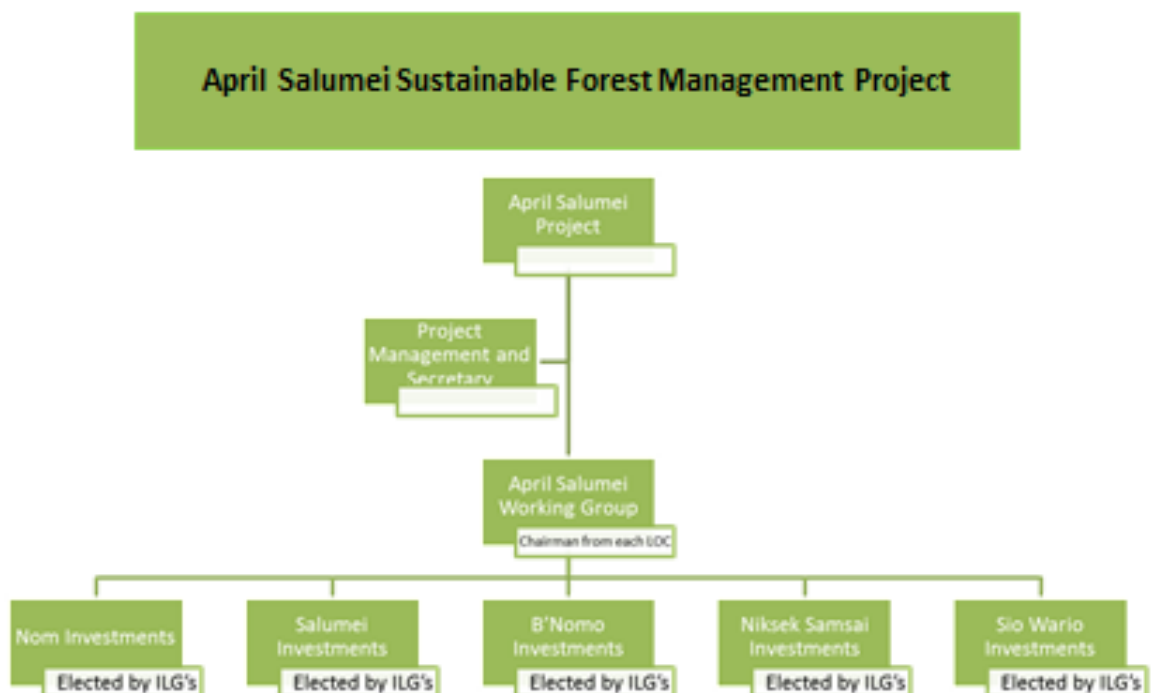 April Salumei Sustainable Forest Management Project
April Salumei
Project
Project
Management and
Secretary
April Salumei
Working Group
Chairman from each LOC
Nom Investments
Elected by ILG's
Salumei
Investments
Elected by ILG's
B'Nomo
Investments
Elected by ILG's
Niksek Samsai
Investments
Elected by ILG's
Sio Wario
Investments
Elected by ILG's